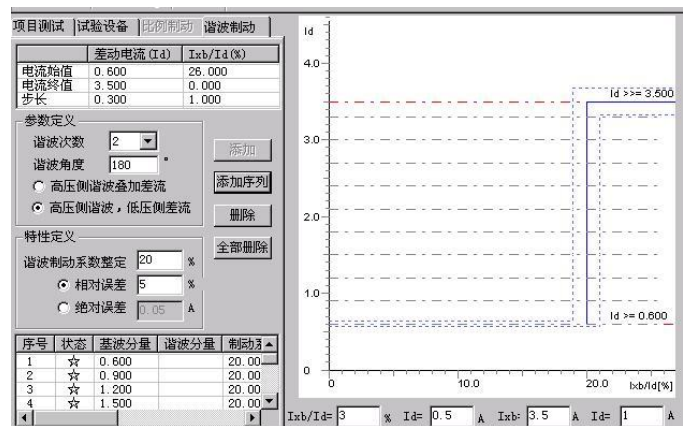 项目测试 试验设备 比例制动 谐波制动
差动电流(Id) Ixb/Id(%)
电流始值 0.600 26.000
电流终值 3.500 0.000
步长 0.300 1.000
参数定义
谐波次数 2
谐波角度 180 °
高压侧谐波叠加差流
高压侧谐波，低压侧差流
添加
添加序列
删除
全部删除
特性定义
谐波制动系数整定 20 %
相对误差 5 %
绝对误差 0.05 A
序号 状态 基波分量 谐波分量
1 ☆ 0.600 20.00
2 ☆ 0.900 20.00
3 ☆ 1.200 20.00
4 ☆ 1.500 20.00
Id
4.0
3.0
2.0
1.0
0
Id >>= 3.500
Id >= 0.600
0 10.0 20.0 Ixb/Id[%]
Ixb/Id= 3 % Id= 0.5 A Ixb= 3.5 A Id= 1 A